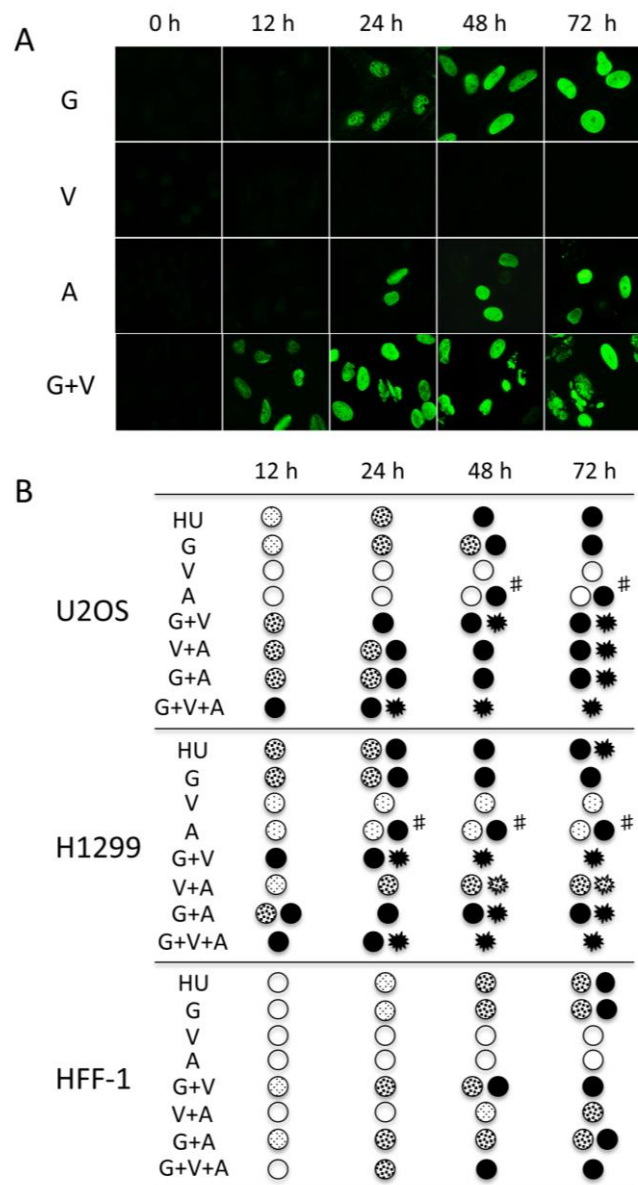 A
0 h 12 h 24 h 48 h 72 h
G
V
A
G+V
B
12 h 24 h 48 h 72 h
U2OS
HU
G
V
A # #
G+V
V+A
G+A
G+V+A
H1299
HU
G
V
A # # #
G+V
V+A
G+A
G+V+A
HFF-1
HU
G
V
A
G+V
V+A
G+A
G+V+A